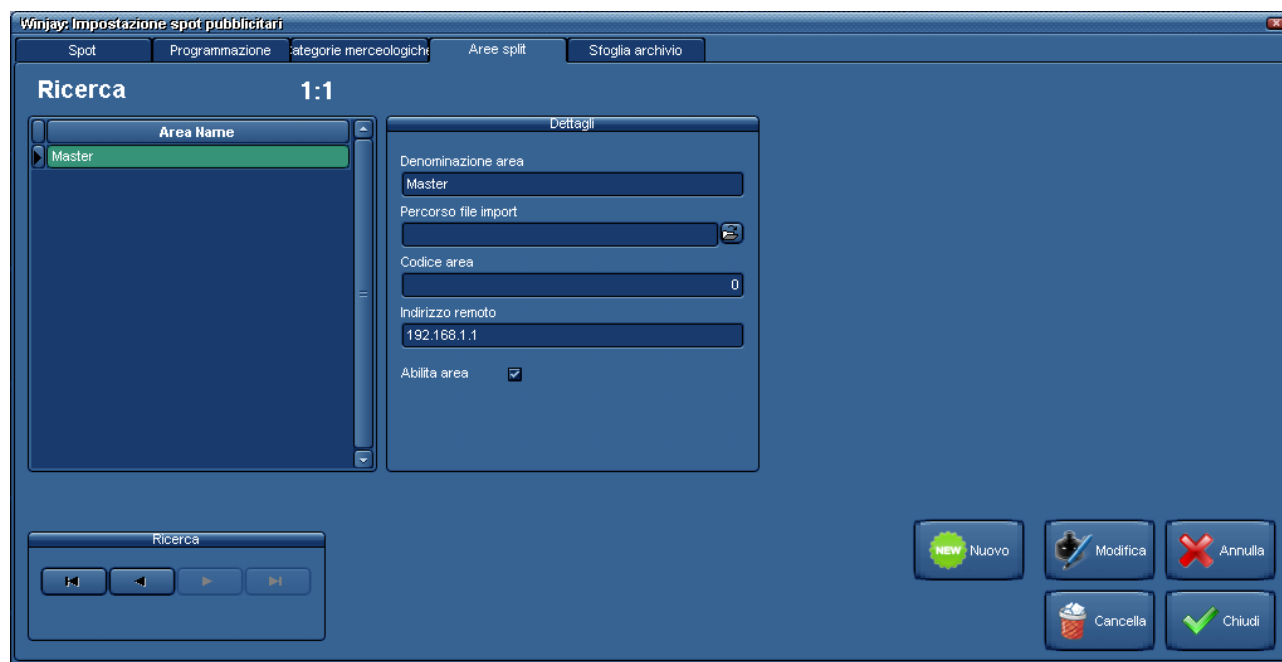 Winjay: Impostazione spot pubblicitari
Spot Programmazione ategorie merceologiche Aree split Sfoglia archivio
Ricerca 1:1
Area Name
Master
Dettagli
Denominazione area
Master
Percorso file import
Codice area
0
Indirizzo remoto
192.168.1.1
Abilita area
Ricerca
NEW Nuovo
Modifica
Annulla
Cancella
Chiudi